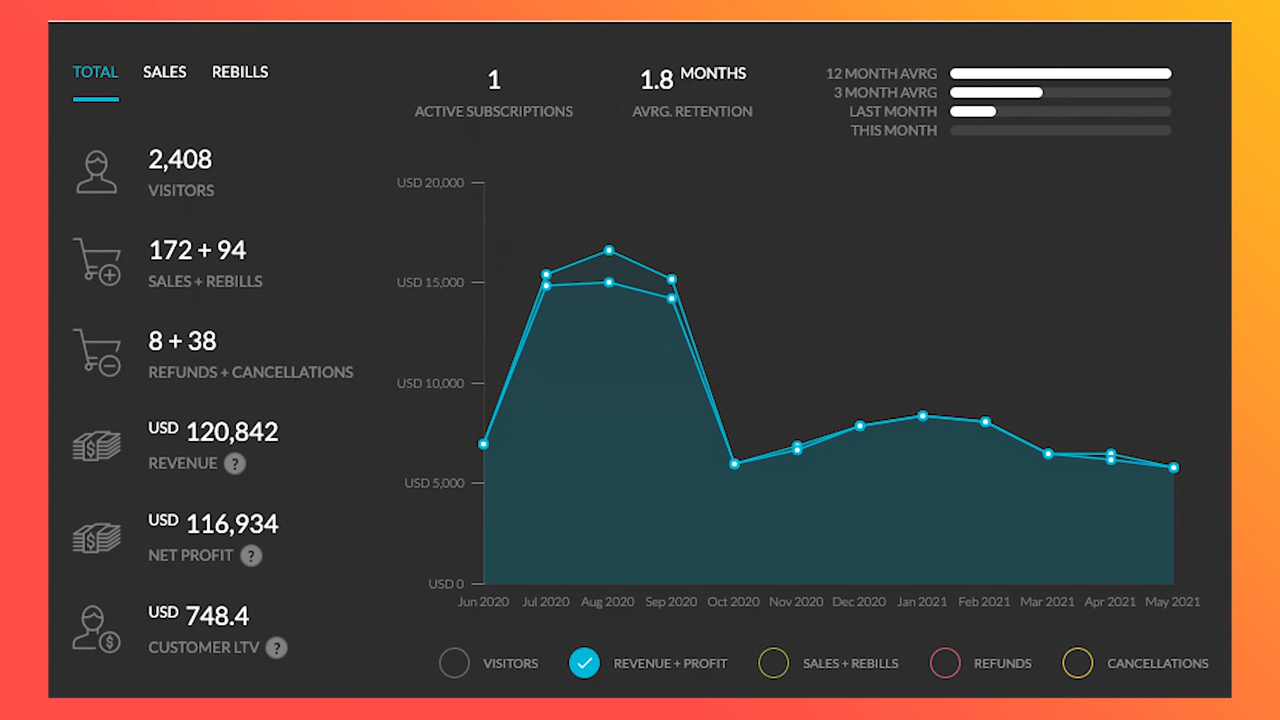 TOTAL SALES REBILLS
1
ACTIVE SUBSCRIPTIONS
1.8 MONTHS
AVRG. RETENTION
12 MONTH AVRG
3 MONTH AVRG
LAST MONTH
THIS MONTH
2,408
VISITORS
172 + 94
SALES + REBILLS
8 + 38
REFUNDS + CANCELLATIONS
USD 120,842
REVENUE ?
USD 116,934
NET PROFIT ?
USD 748.4
CUSTOMER LTV ?
USD 20,000
USD 15,000
USD 10,000
USD 5,000
USD 0
Jun 2020 Jul 2020 Aug 2020 Sep 2020 Oct 2020 Nov 2020 Dec 2020 Jan 2021 Feb 2021 Mar 2021 Apr 2021 May 2021
VISITORS REVENUE + PROFIT SALES + REBILLS REFUNDS CANCELLATIONS